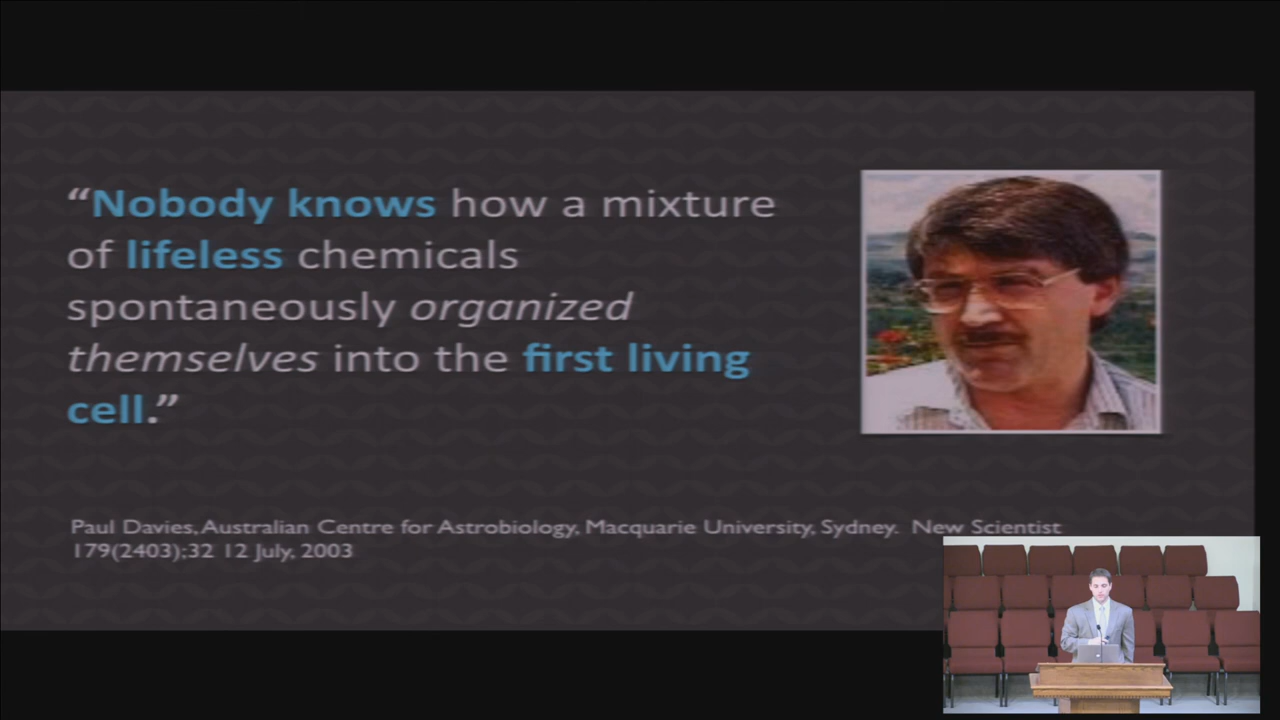 “Nobody knows how a mixture
of lifeless chemicals
spontaneously organized
themselves into the first living
cell.”
Paul Davies, Australian Centre for Astrobiology, Macquarie University, Sydney. New Scientist
179(2403);32 12 July, 2003